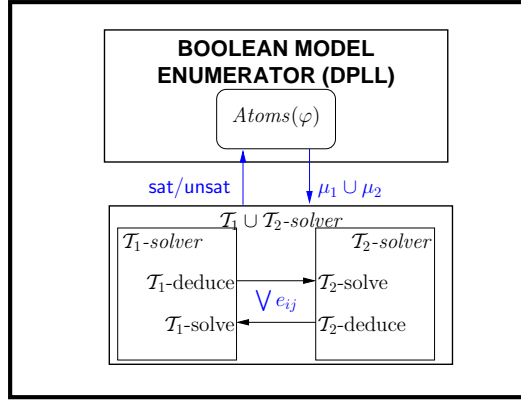 BOOLEAN MODEL
ENUMERATOR (DPLL)
Atoms(φ)
sat/unsat
μ₁ ∪ μ₂
𝒯₁ ∪ 𝒯₂-solver
𝒯₁-solver
𝒯₂-solver
𝒯₁-deduce
𝒯₂-solve
⋁ eᵢⱼ
𝒯₁-solve
𝒯₂-deduce